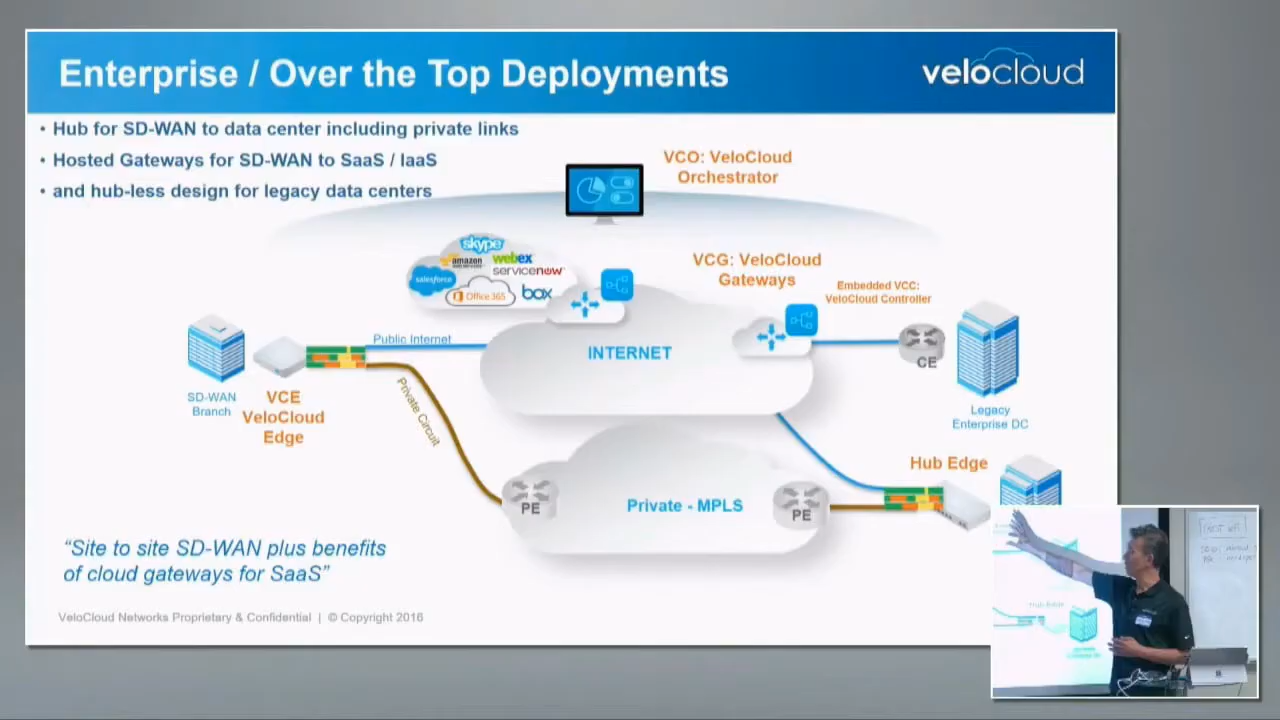 Enterprise / Over the Top Deployments
velocloud
• Hub for SD-WAN to data center including private links
• Hosted Gateways for SD-WAN to SaaS / IaaS
• and hub-less design for legacy data centers
VCO: VeloCloud
Orchestrator
skype
amazon
webex
servicenow
salesforce
Office 365
box
VCG: VeloCloud
Gateways
Embedded VCC:
VeloCloud Controller
Public Internet
INTERNET
CE
SD-WAN
Branch
VCE
VeloCloud
Edge
Private Circuit
Legacy
Enterprise DC
Hub Edge
PE
Private - MPLS
PE
"Site to site SD-WAN plus benefits
of cloud gateways for SaaS"
VeloCloud Networks Proprietary & Confidential | © Copyright 2016
Hub Edge